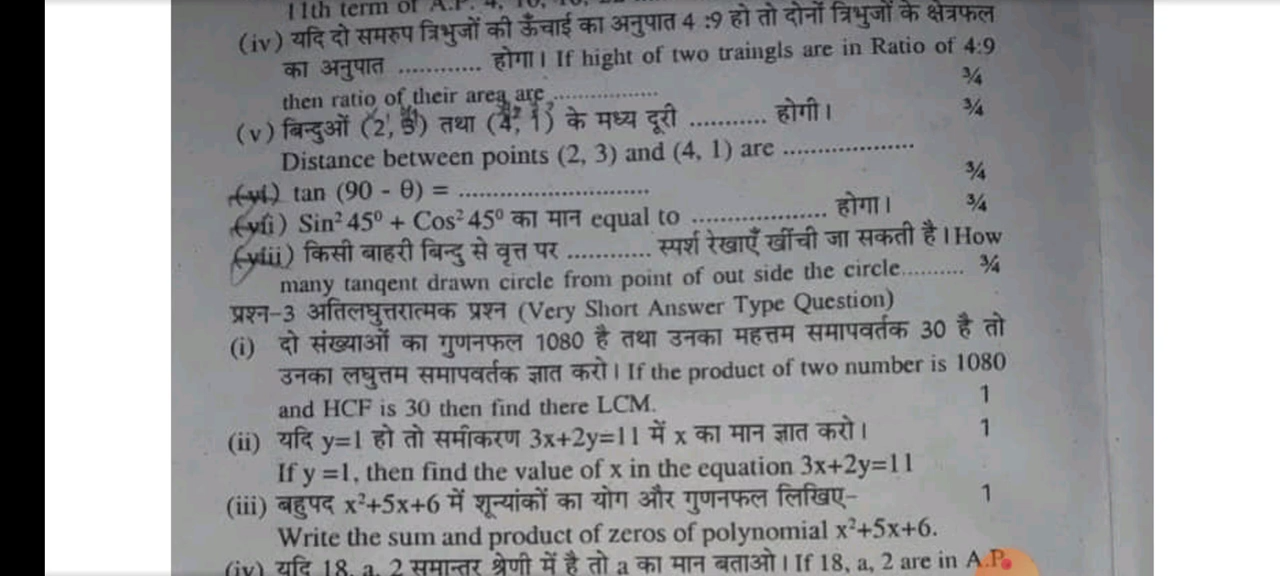 11th term of A.P. 4, 10, 16, 22
(iv) यदि दो समरुप त्रिभुजों की ऊँचाई का अनुपात 4 :9 हो तो दोनों त्रिभुजों के क्षेत्रफल
का अनुपात ............ होगा। If hight of two traingls are in Ratio of 4:9
then ratio of their area are .................. ¾
(v) बिन्दुओं (2, 3) तथा (4, 1) के मध्य दूरी ........... होगी। ¾
Distance between points (2, 3) and (4, 1) are ...................
(vi) tan (90 - θ) = ........................... ¾
(vii) Sin² 45⁰ + Cos² 45⁰ का मान equal to ................... होगा। ¾
(viii) किसी बाहरी बिन्दु से वृत्त पर ............ स्पर्श रेखाएँ खींची जा सकती है। How
many tanqent drawn circle from point of out side the circle.......... ¾
प्रश्न-3 अतिलघुत्तरात्मक प्रश्न (Very Short Answer Type Question)
(i) दो संख्याओं का गुणनफल 1080 है तथा उनका महत्तम समापवर्तक 30 है तो
उनका लघुत्तम समापवर्तक ज्ञात करो। If the product of two number is 1080
and HCF is 30 then find there LCM. 1
(ii) यदि y=1 हो तो समीकरण 3x+2y=11 में x का मान ज्ञात करो। 1
If y =1, then find the value of x in the equation 3x+2y=11
(iii) बहुपद x²+5x+6 में शून्यांकों का योग और गुणनफल लिखिए- 1
Write the sum and product of zeros of polynomial x²+5x+6.
(iv) यदि 18, a, 2 समान्तर श्रेणी में है तो a का मान बताओ। If 18, a, 2 are in A.P.